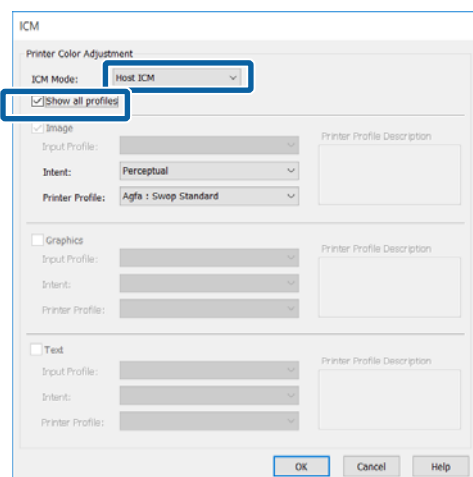 ICM
Printer Color Adjustment
ICM Mode: Host ICM
Show all profiles
Image
Input Profile:
Printer Profile Description
Intent: Perceptual
Printer Profile: Agfa : Swop Standard
Graphics
Input Profile:
Printer Profile Description
Intent:
Printer Profile:
Text
Input Profile:
Printer Profile Description
Intent:
Printer Profile:
OK Cancel Help